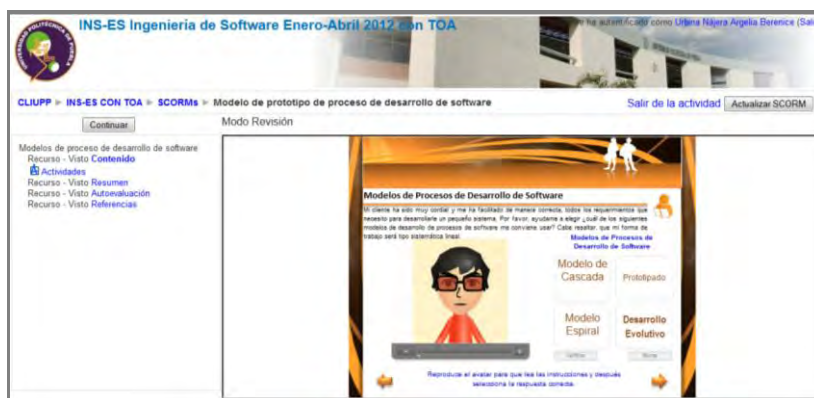 INS-ES Ingeniería de Software Enero-Abril 2012 con TOA
ha autentificado como Urbina Nájera Argelia Berenice (Sali
CLIUPP ► INS-ES CON TOA ► SCORMs ► Modelo de prototipo de proceso de desarrollo de software
Salir de la actividad
Actualizar SCORM
Continuar
Modo Revisión
Modelos de proceso de desarrollo de software
Recurso - Visto Contenido
Actividades
Recurso - Visto Resumen
Recurso - Visto Autoevaluación
Recurso - Visto Referencias
Modelos de Procesos de Desarrollo de Software
Mi cliente ha sido muy cordial y me ha facilitado de manera correcta, todos los requerimientos que
necesito para desarrollarle un pequeño sistema. Por favor, ayudame a elegir ¿cuál de los siguientes
modelos de desarrollo de procesos de software me conviene usar? Cabe resaltar, que mi forma de
trabajo será tipo sistemática lineal.
Modelos de Procesos de
Desarrollo de Software
Modelo de
Cascada
Prototipado
Modelo
Espiral
Desarrollo
Evolutivo
Reproduce el avatar para que lea las instrucciones y después
selecciona la respuesta correcta.